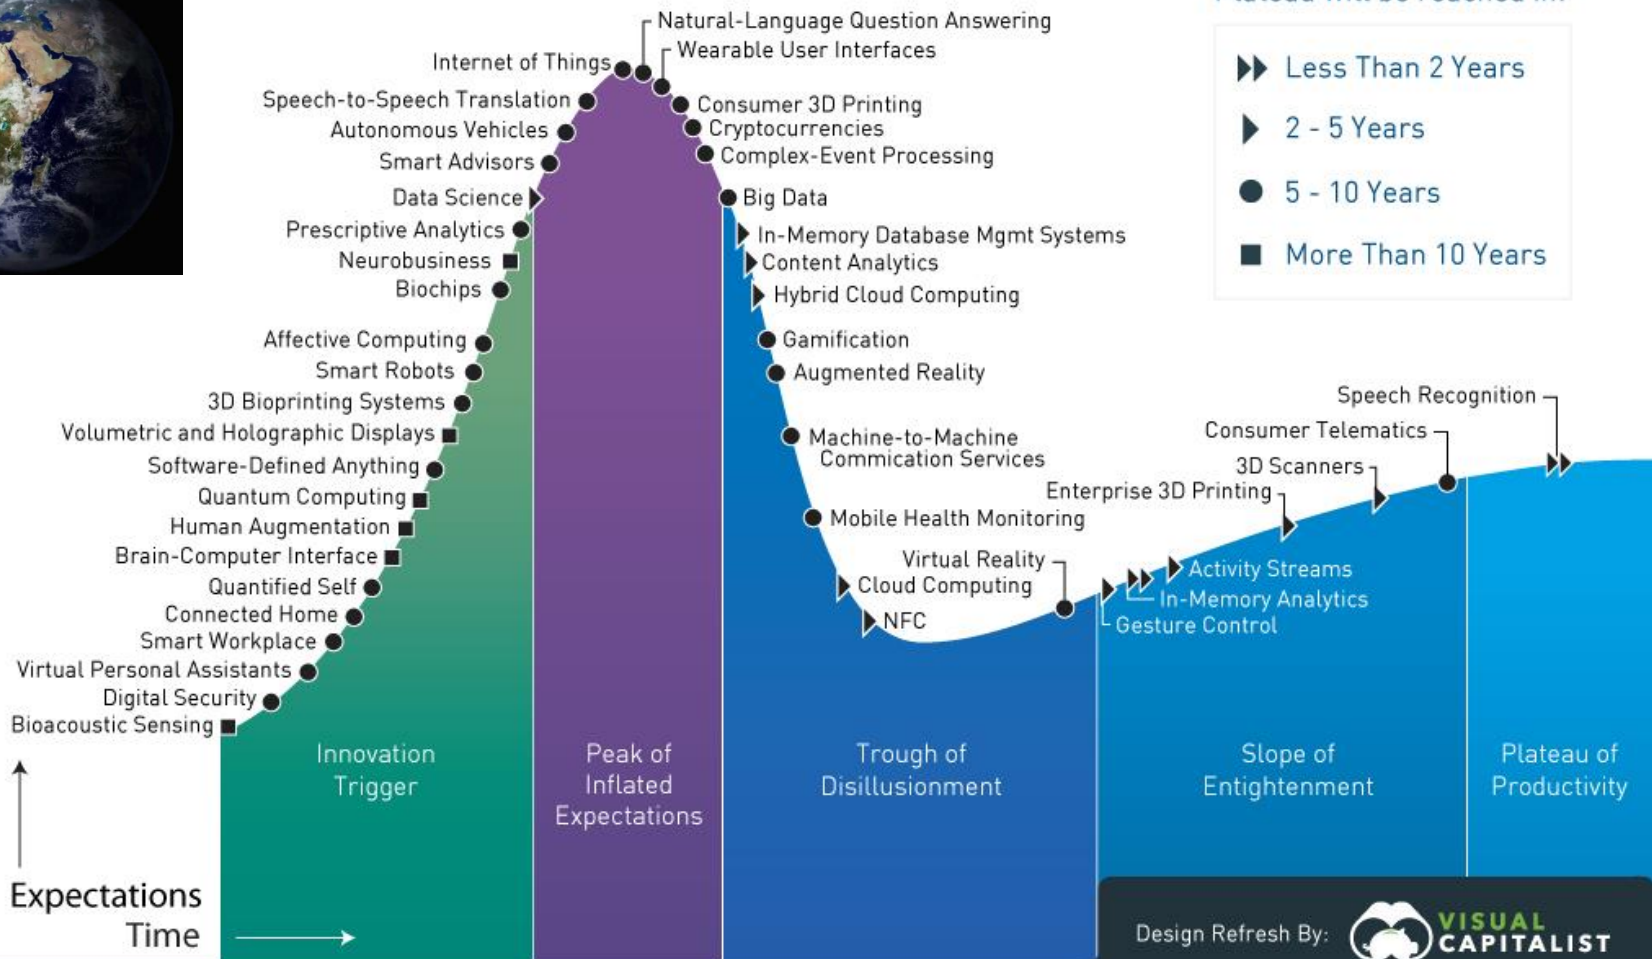 Natural-Language Question Answering
Wearable User Interfaces
Internet of Things
Speech-to-Speech Translation
Autonomous Vehicles
Smart Advisors
Data Science
Prescriptive Analytics
Neurobusiness
Biochips
Affective Computing
Smart Robots
3D Bioprinting Systems
Volumetric and Holographic Displays
Software-Defined Anything
Quantum Computing
Human Augmentation
Brain-Computer Interface
Quantified Self
Connected Home
Smart Workplace
Virtual Personal Assistants
Digital Security
Bioacoustic Sensing
Consumer 3D Printing
Cryptocurrencies
Complex-Event Processing
Big Data
In-Memory Database Mgmt Systems
Content Analytics
Hybrid Cloud Computing
Gamification
Augmented Reality
Machine-to-Machine
Commication Services
Mobile Health Monitoring
Virtual Reality
Cloud Computing
NFC
Speech Recognition
Consumer Telematics
3D Scanners
Enterprise 3D Printing
Activity Streams
In-Memory Analytics
Gesture Control
Less Than 2 Years
2 - 5 Years
5 - 10 Years
More Than 10 Years
Innovation
Trigger
Peak of
Inflated
Expectations
Trough of
Disillusionment
Slope of
Entightenment
Plateau of
Productivity
Expectations
Time
Design Refresh By:
VISUAL
CAPITALIST